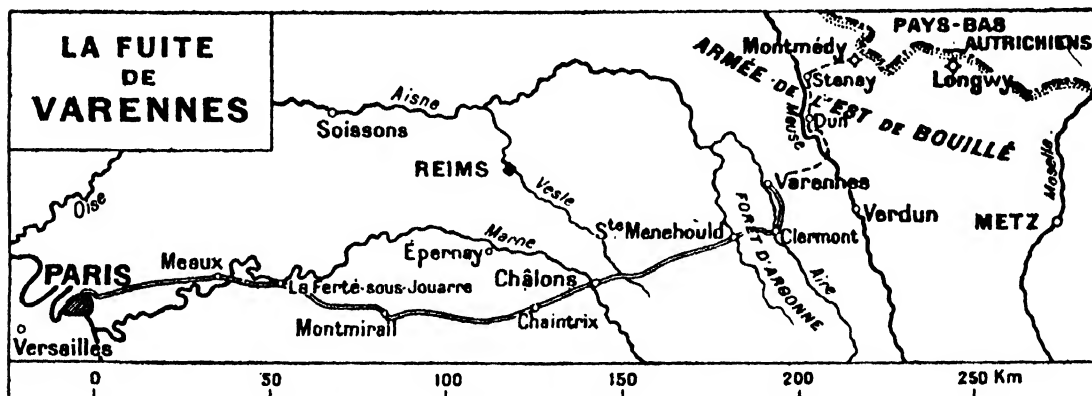 LA FUITE
DE
VARENNES
PAYS-BAS
AUTRICHIENS
Montmédy
Longwy
Stenay
ARMÉE DE L'EST DE BOUILLÉ
Meuse
Dun
Aisne
Soissons
REIMS
Vesle
Moselle
Oise
Varennes
Verdun
METZ
Ste Menehould
Clermont
FORÊT D'ARGONNE
Aire
Marne
Épernay
Châlons
Meaux
PARIS
La Ferté-sous-Jouarre
Montmirail
Chaintrix
Versailles
0 50 100 150 200 250 Km